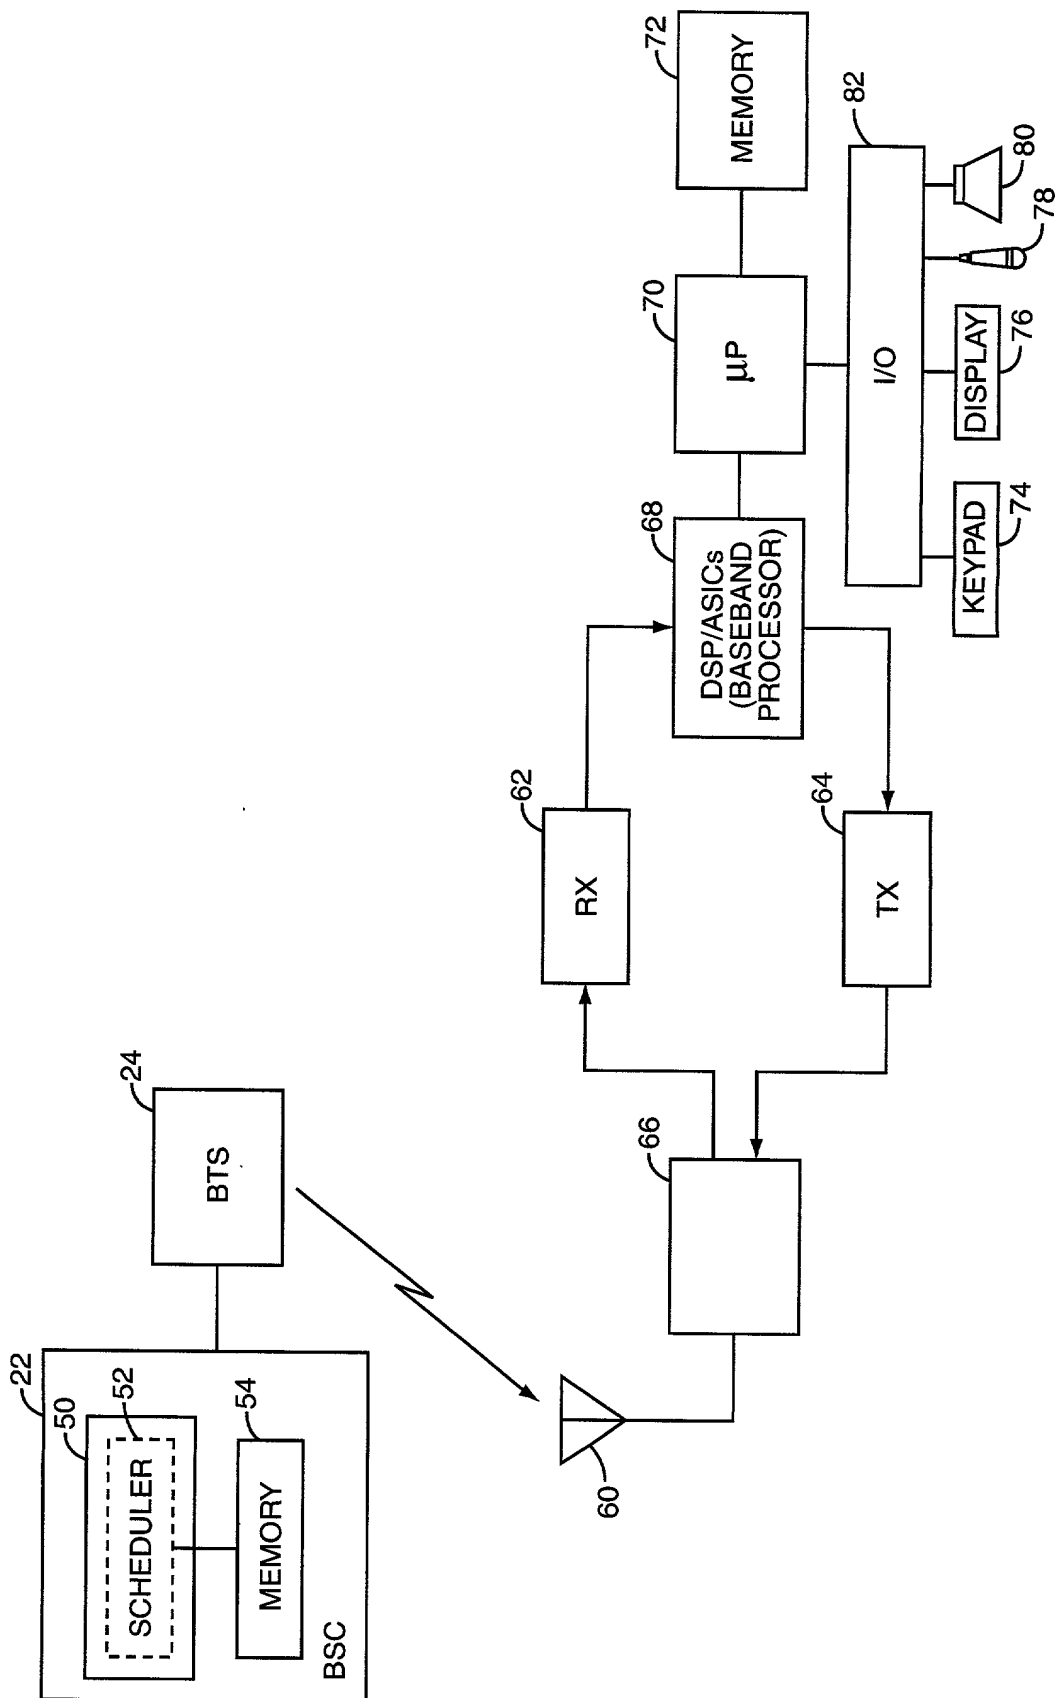 22
50
52
SCHEDULER
54
MEMORY
BSC
24
BTS
60
66
62
RX
64
TX
68
DSP/ASICs
(BASEBAND
PROCESSOR)
70
µP
72
MEMORY
82
I/O
KEYPAD
74
DISPLAY
76
78
80